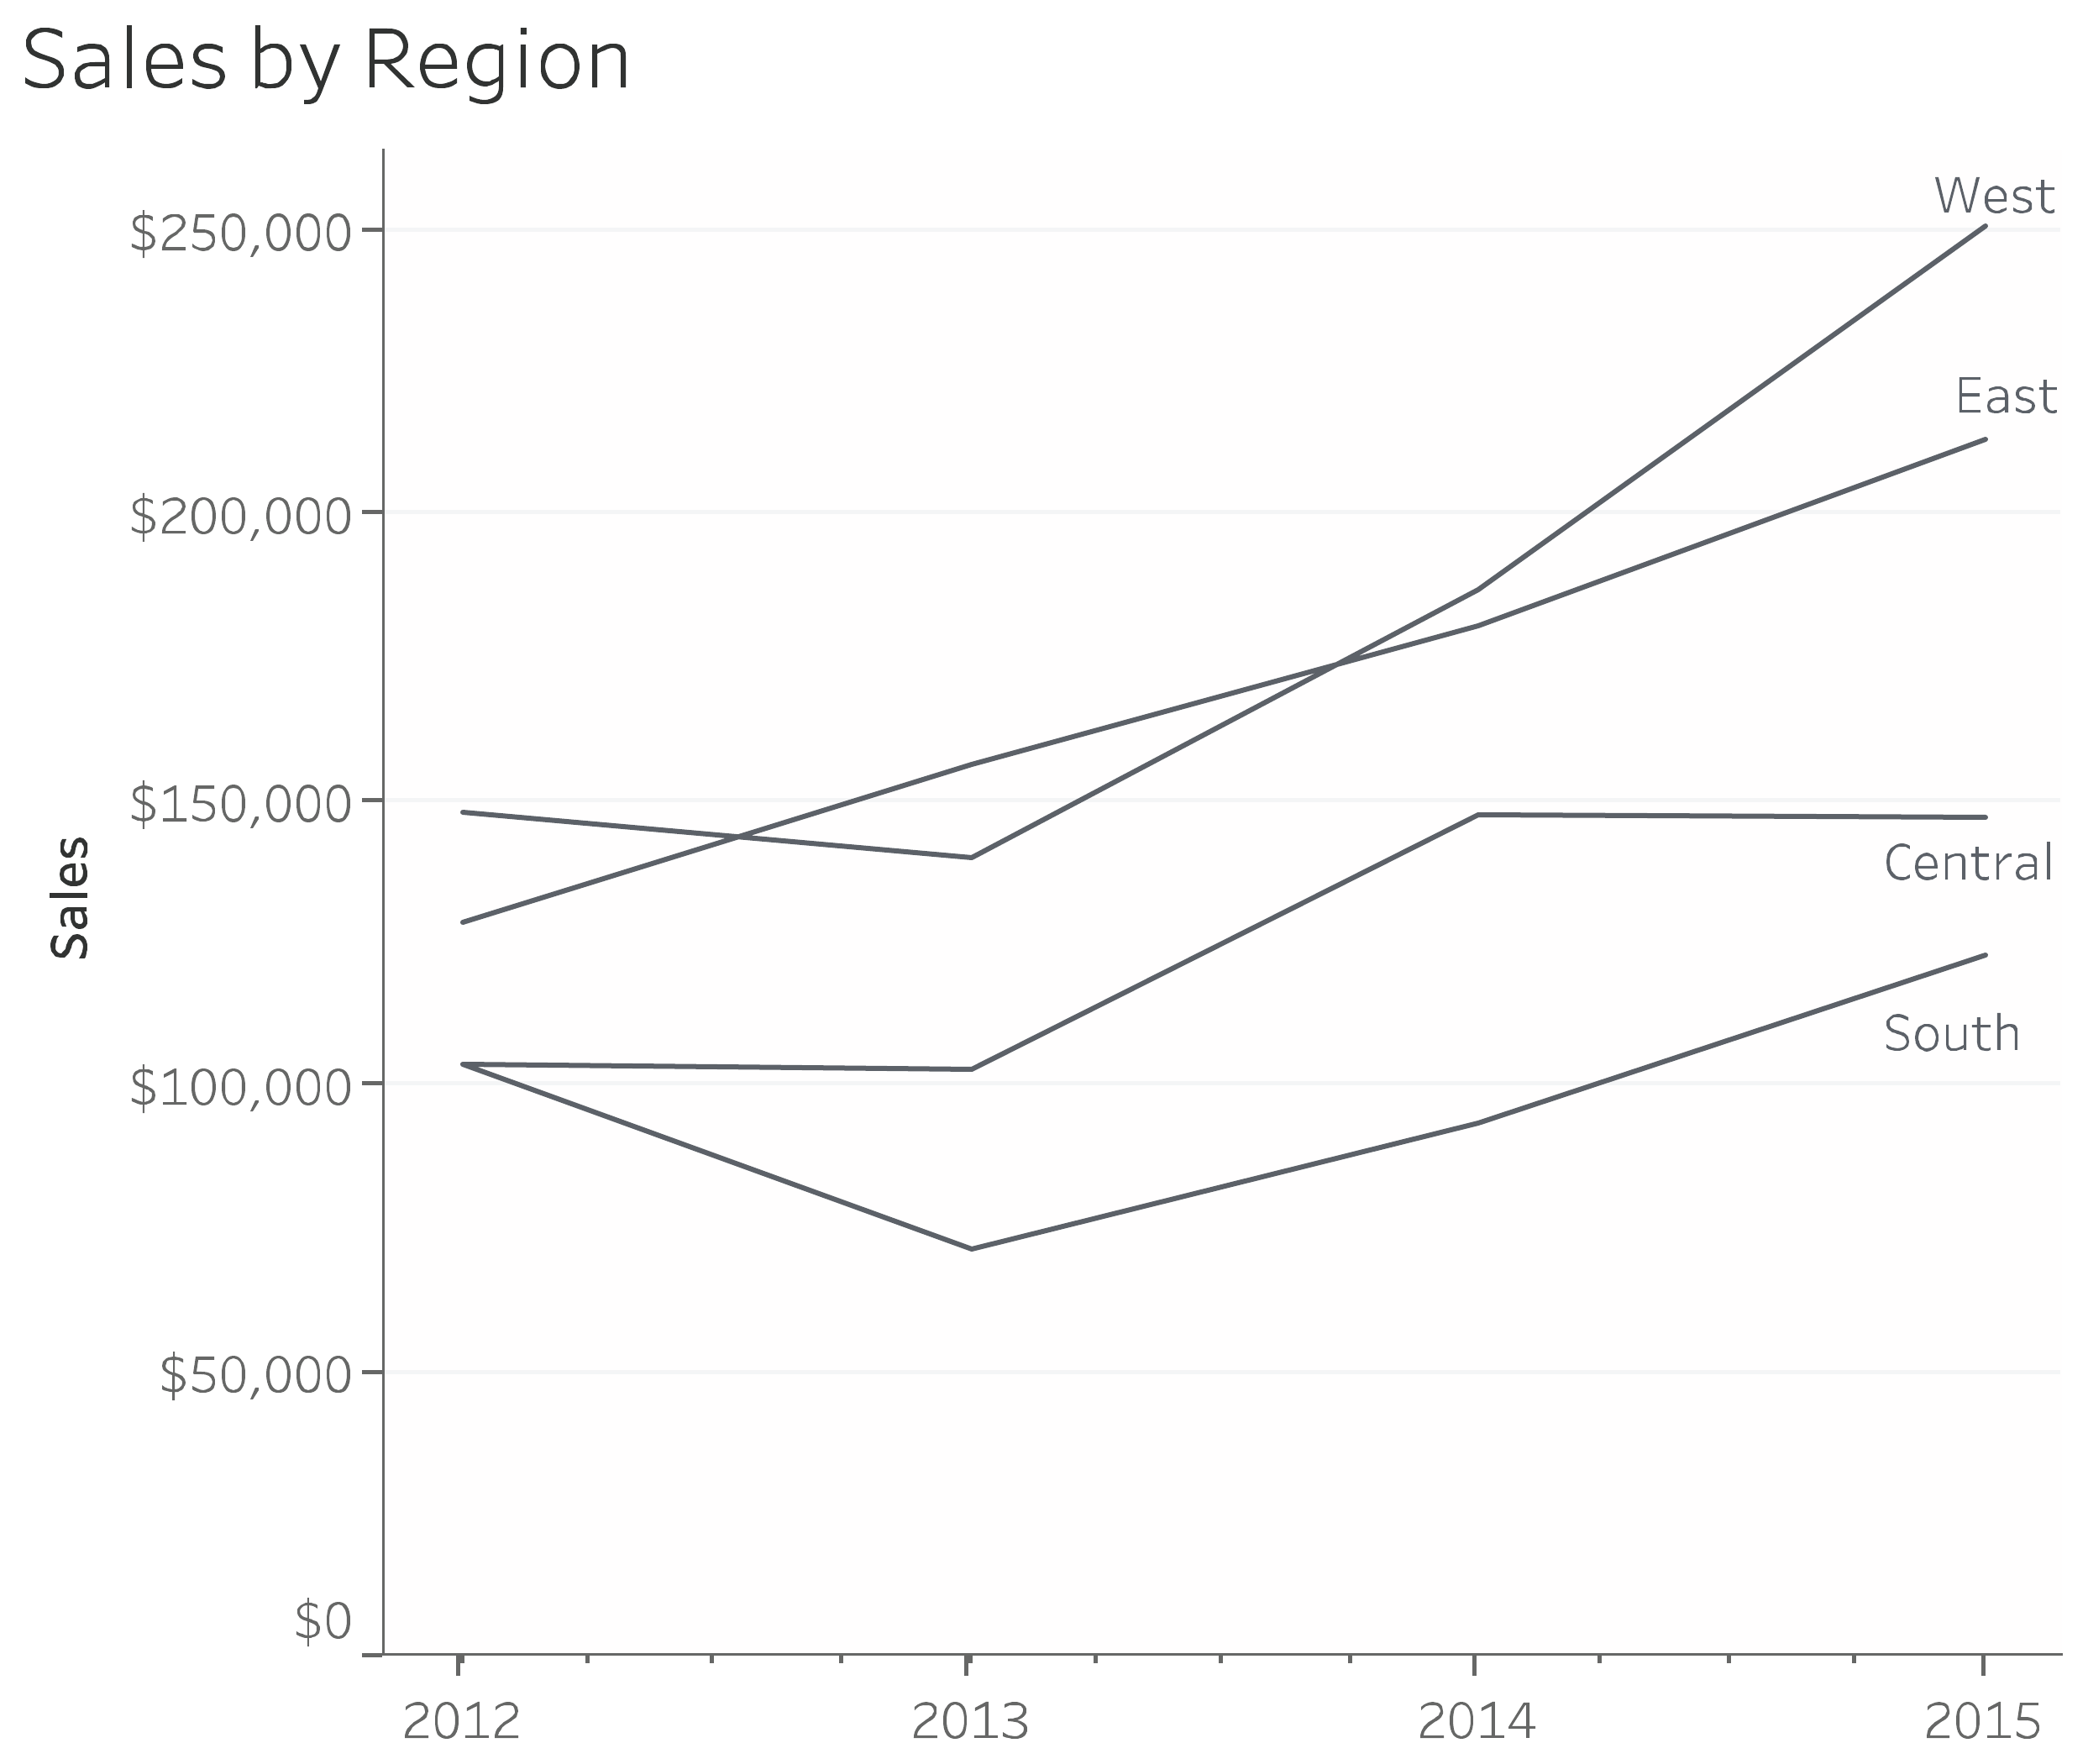 Sales by Region
West
$250,000
East
$200,000
$150,000
Central
Sales
South
$100,000
$50,000
$0
2012 2013 2014 2015